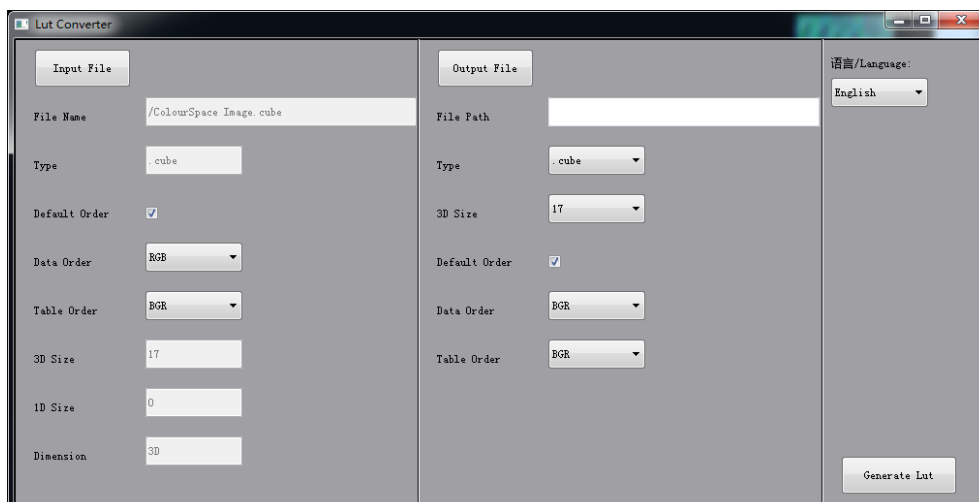 Lut Converter
Input File
File Name
/ColourSpace Image.cube
Type
.cube
Default Order
Data Order
RGB
Table Order
BGR
3D Size
17
1D Size
0
Dimension
3D
Output File
File Path
Type
.cube
3D Size
17
Default Order
Data Order
BGR
Table Order
BGR
语言/Language:
English
Generate Lut